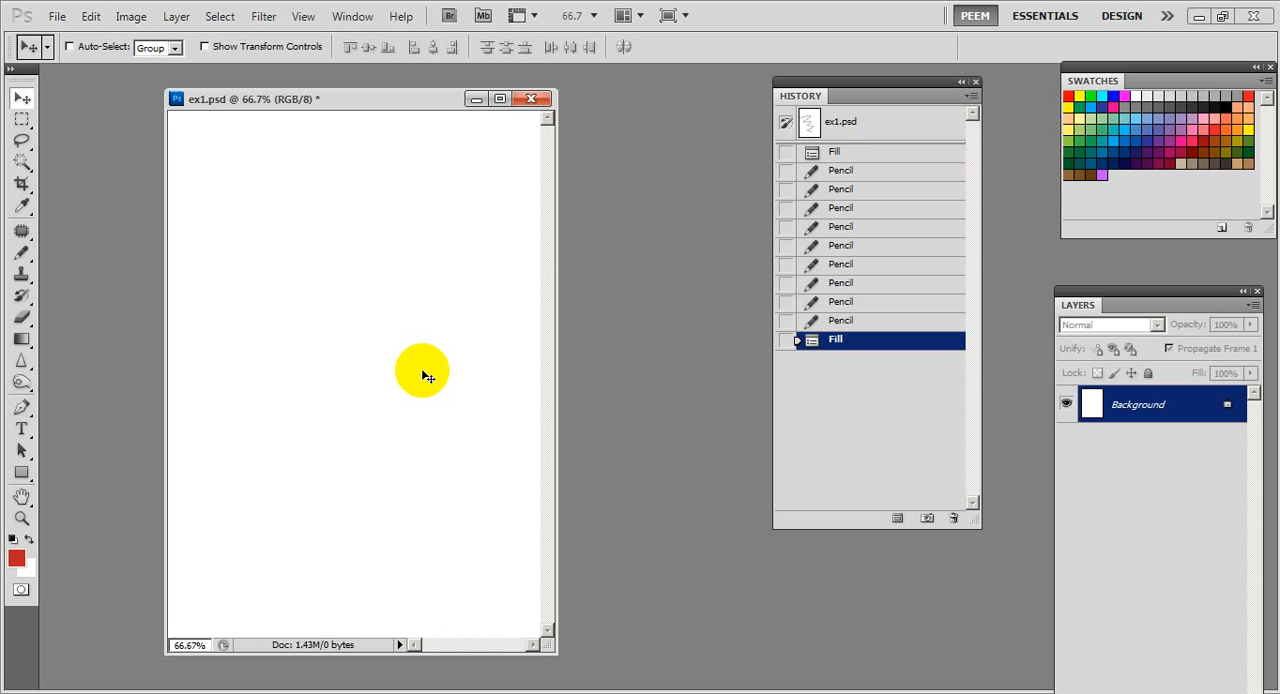 Ps File Edit Image Layer Select Filter View Window Help Br Mb 66.7 PEEM ESSENTIALS DESIGN
Auto-Select: Group Show Transform Controls
ex1.psd @ 66.7% (RGB/8) *
HISTORY
ex1.psd
Fill
Pencil
Pencil
Pencil
Pencil
Pencil
Pencil
Pencil
Pencil
Pencil
Fill
SWATCHES
LAYERS
Normal Opacity: 100%
Unify: Propagate Frame 1
Lock: Fill: 100%
Background
T
66.67% Doc: 1.43M/0 bytes